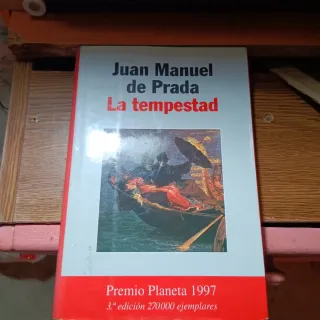 Juan Manuel
de Prada
La tempestad
Premio Planeta 1997
3.ª edición 270000 ejemplares